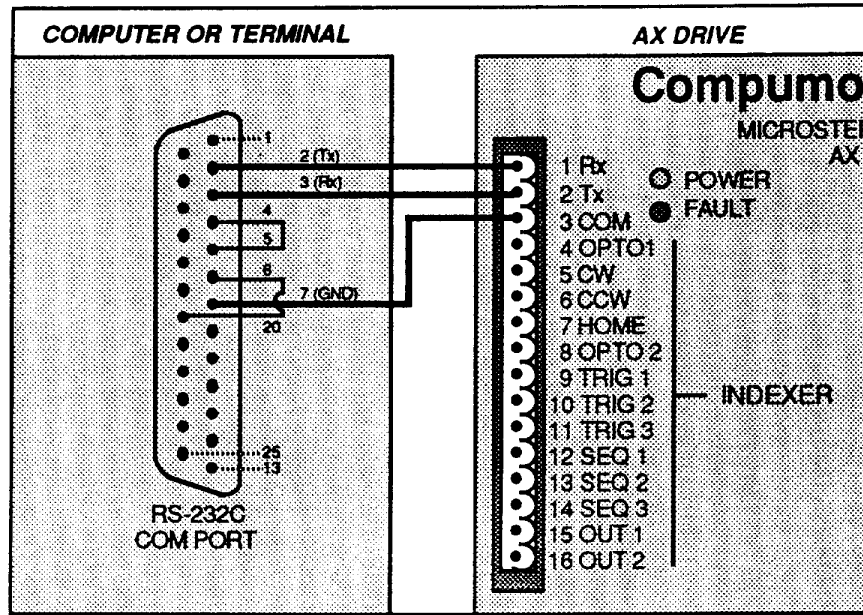 COMPUTER OR TERMINAL
AX DRIVE
Compumo
MICROSTE
AX
POWER
FAULT
1
2 (Tx)
3 (Rx)
4
5
6
7 (GND)
20
25
13
RS-232C
COM PORT
1 Rx
2 Tx
3 COM
4 OPTO1
5 CW
6 CCW
7 HOME
8 OPTO 2
9 TRIG 1
10 TRIG 2
11 TRIG 3
12 SEQ 1
13 SEQ 2
14 SEQ 3
15 OUT 1
16 OUT 2
INDEXER